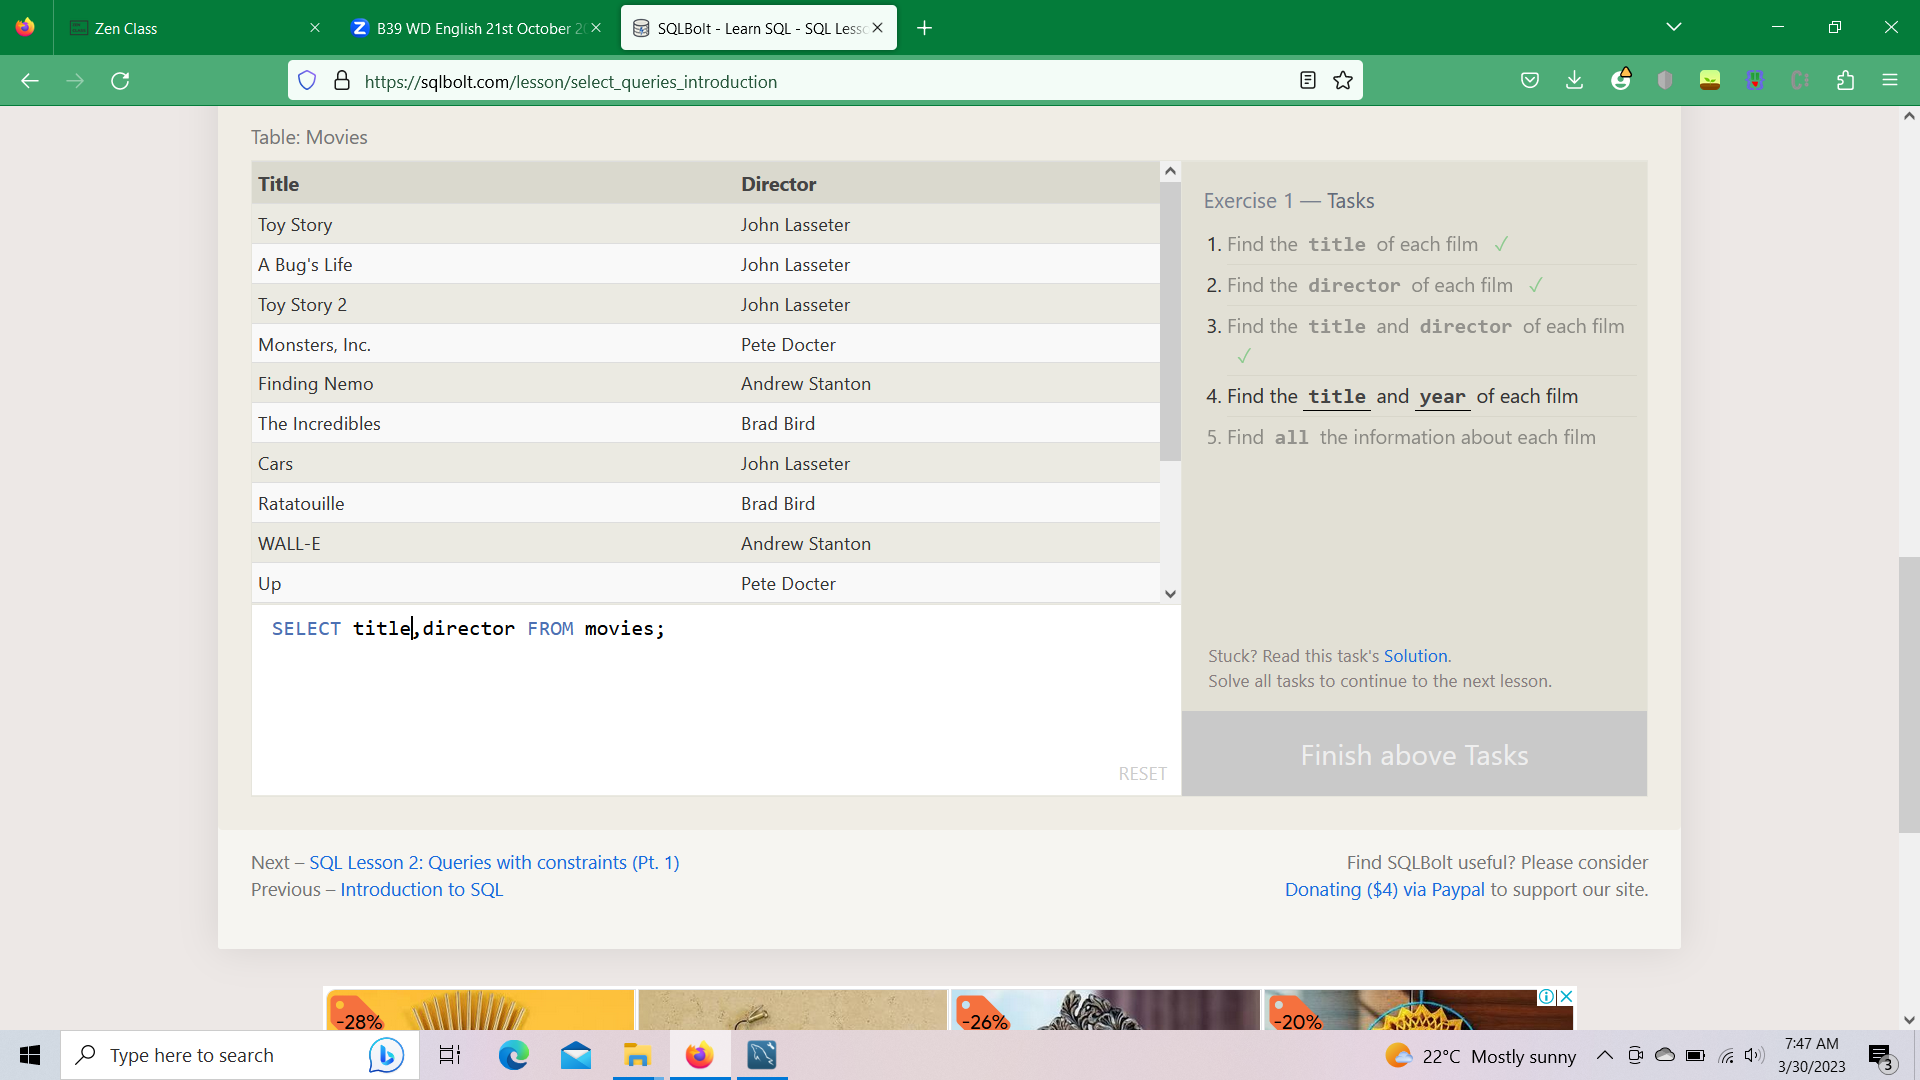 Zen Class
B39 WD English 21st October 20
SQLBolt - Learn SQL - SQL Lesso
https://sqlbolt.com/lesson/select_queries_introduction
Table: Movies
Title Director
Toy Story John Lasseter
A Bug's Life John Lasseter
Toy Story 2 John Lasseter
Monsters, Inc. Pete Docter
Finding Nemo Andrew Stanton
The Incredibles Brad Bird
Cars John Lasseter
Ratatouille Brad Bird
WALL-E Andrew Stanton
Up Pete Docter
SELECT title,director FROM movies;
RESET
Exercise 1 — Tasks
1. Find the title of each film ✓
2. Find the director of each film ✓
3. Find the title and director of each film
✓
4. Find the title and year of each film
5. Find all the information about each film
Stuck? Read this task's Solution.
Solve all tasks to continue to the next lesson.
Finish above Tasks
Next – SQL Lesson 2: Queries with constraints (Pt. 1)
Previous – Introduction to SQL
Find SQLBolt useful? Please consider
Donating ($4) via Paypal to support our site.
-28%
-26%
-20%
Type here to search
22°C Mostly sunny
7:47 AM
3/30/2023
3